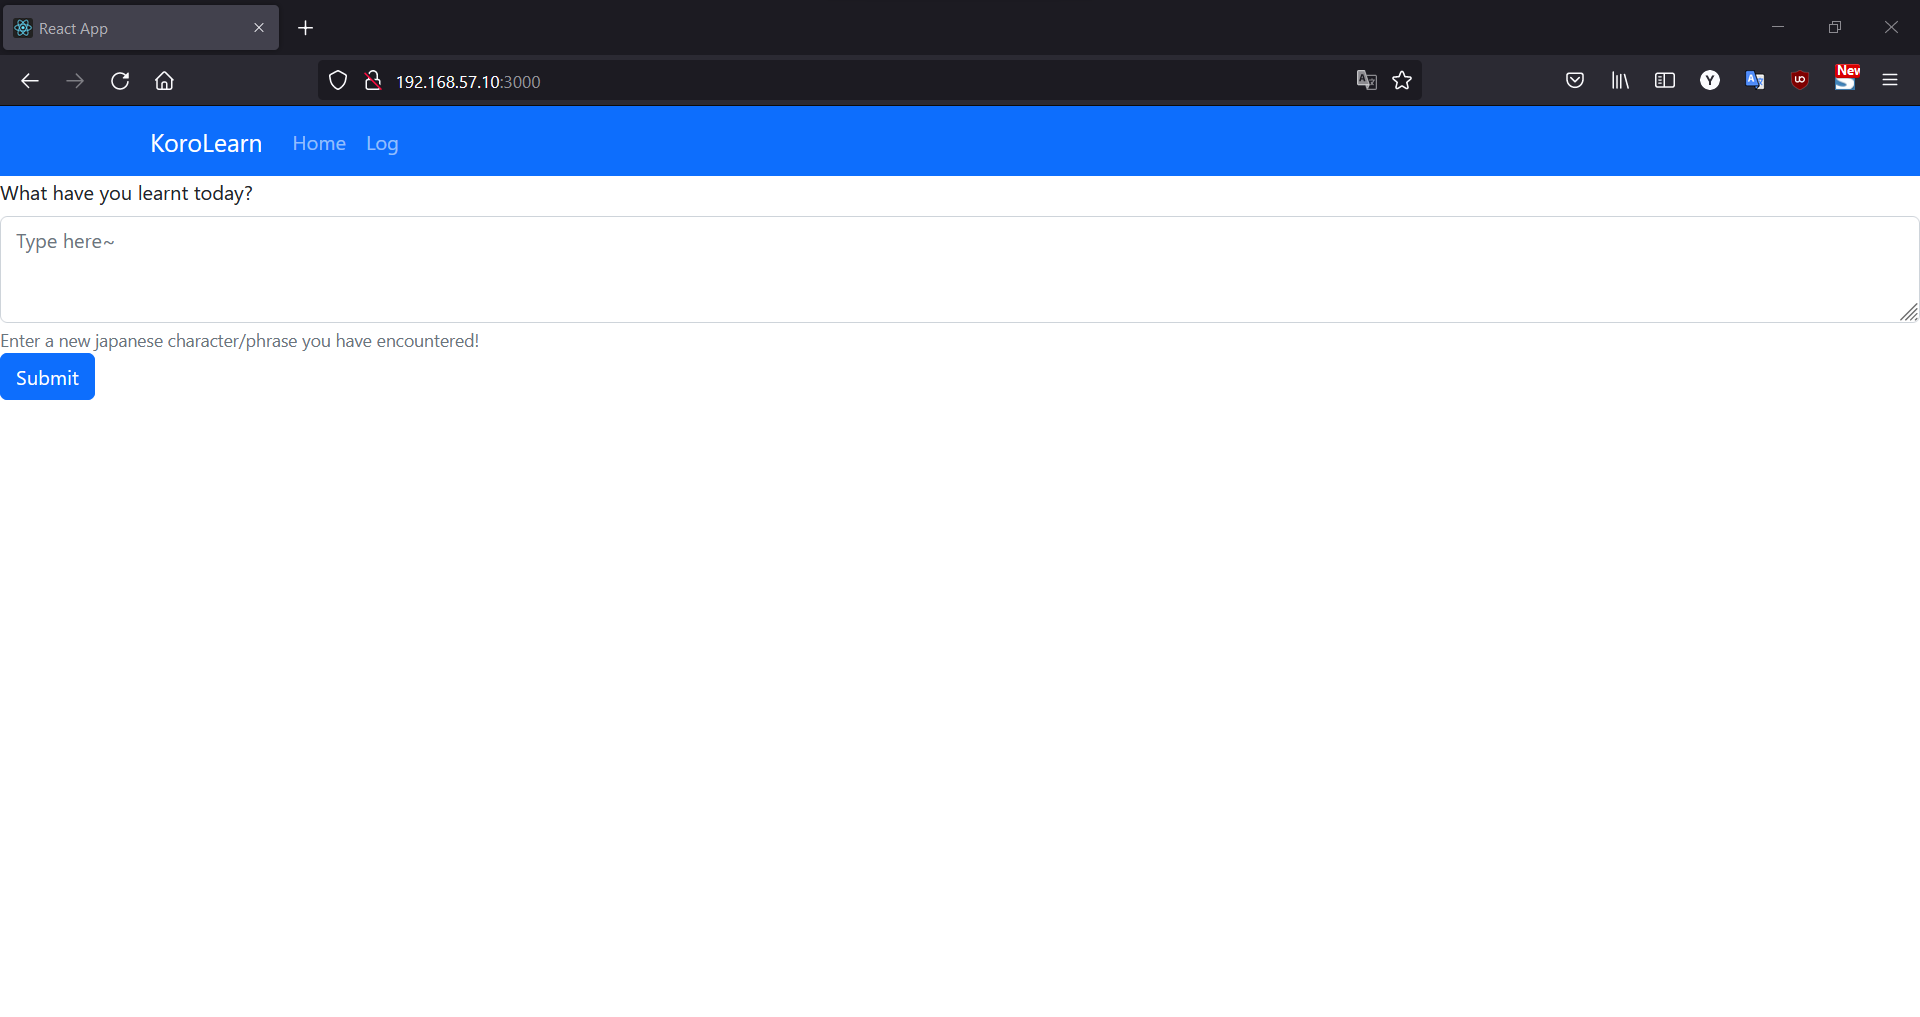 React App
192.168.57.10:3000
New
KoroLearn Home Log
What have you learnt today?
Type here~
Enter a new japanese character/phrase you have encountered!
Submit